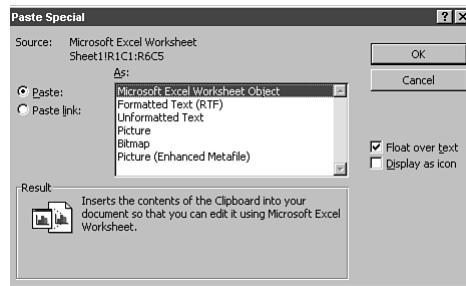 Paste Special
Source: Microsoft Excel Worksheet
Sheet1!R1C1:R6C5
As:
Paste:
Paste link:
Microsoft Excel Worksheet Object
Formatted Text (RTF)
Unformatted Text
Picture
Bitmap
Picture (Enhanced Metafile)
OK
Cancel
Float over text
Display as icon
Result
Inserts the contents of the Clipboard into your
document so that you can edit it using Microsoft Excel
Worksheet.